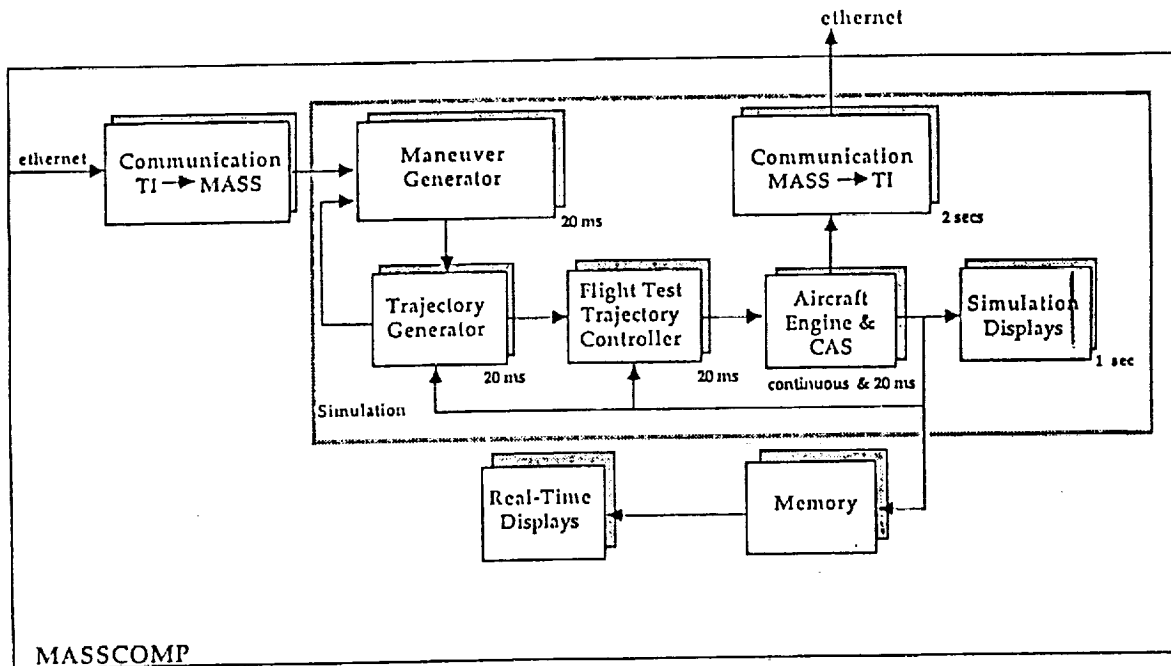 ethernet
ethernet
Communication
TI → MASS
Maneuver
Generator
20 ms
Communication
MASS → TI
2 secs
Trajectory
Generator
20 ms
Flight Test
Trajectory
Controller
20 ms
Aircraft
Engine &
CAS
continuous & 20 ms
Simulation
Displays
1 sec
Simulation
Real-Time
Displays
Memory
MASSCOMP